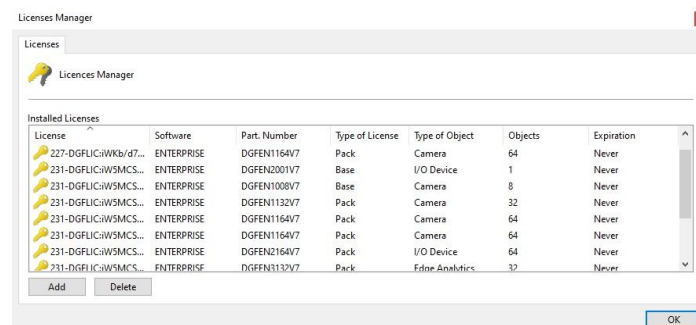 Licenses Manager
Licenses
Licences Manager
Installed Licenses
License Software Part. Number Type of License Type of Object Objects Expiration
227-DGFLIC:iWKb/d7... ENTERPRISE DGFEN1164V7 Pack Camera 64 Never
231-DGFLIC:iW5MCS... ENTERPRISE DGFEN2001V7 Base I/O Device 1 Never
231-DGFLIC:iW5MCS... ENTERPRISE DGFEN1008V7 Base Camera 8 Never
231-DGFLIC:iW5MCS... ENTERPRISE DGFEN1132V7 Pack Camera 32 Never
231-DGFLIC:iW5MCS... ENTERPRISE DGFEN1164V7 Pack Camera 64 Never
231-DGFLIC:iW5MCS... ENTERPRISE DGFEN1164V7 Pack Camera 64 Never
231-DGFLIC:iW5MCS... ENTERPRISE DGFEN2164V7 Pack I/O Device 64 Never
231-DGFLIC:iW5MCS... ENTERPRISE DGFEN3132V7 Pack Edge Analytics 32 Never
Add Delete
OK